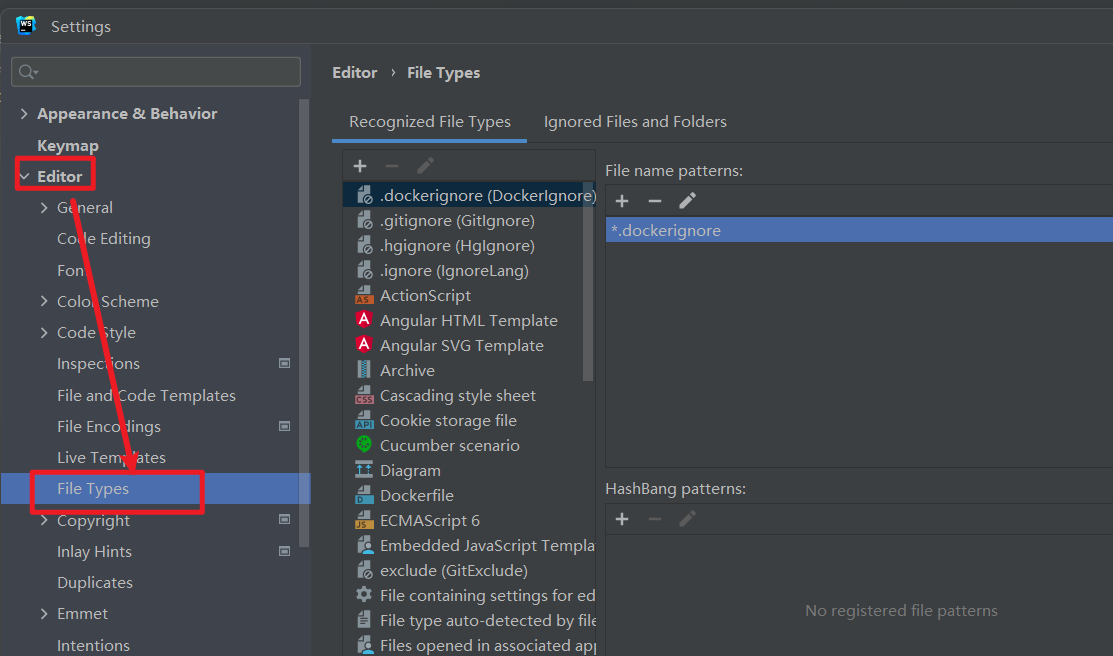 WS
Settings
Appearance & Behavior
Keymap
Editor
General
Code Editing
Font
Color Scheme
Code Style
Inspections
File and Code Templates
File Encodings
Live Templates
File Types
Copyright
Inlay Hints
Duplicates
Emmet
Intentions
Editor › File Types
Recognized File Types
Ignored Files and Folders
.dockerignore (DockerIgnore)
.gitignore (GitIgnore)
.hgignore (HgIgnore)
.ignore (IgnoreLang)
AS ActionScript
A Angular HTML Template
A Angular SVG Template
Archive
CSS Cascading style sheet
API Cookie storage file
Cucumber scenario
Diagram
D Dockerfile
JS ECMAScript 6
Embedded JavaScript Templa
exclude (GitExclude)
File containing settings for ed
File type auto-detected by file
Files opened in associated app
File name patterns:
*.dockerignore
HashBang patterns:
No registered file patterns